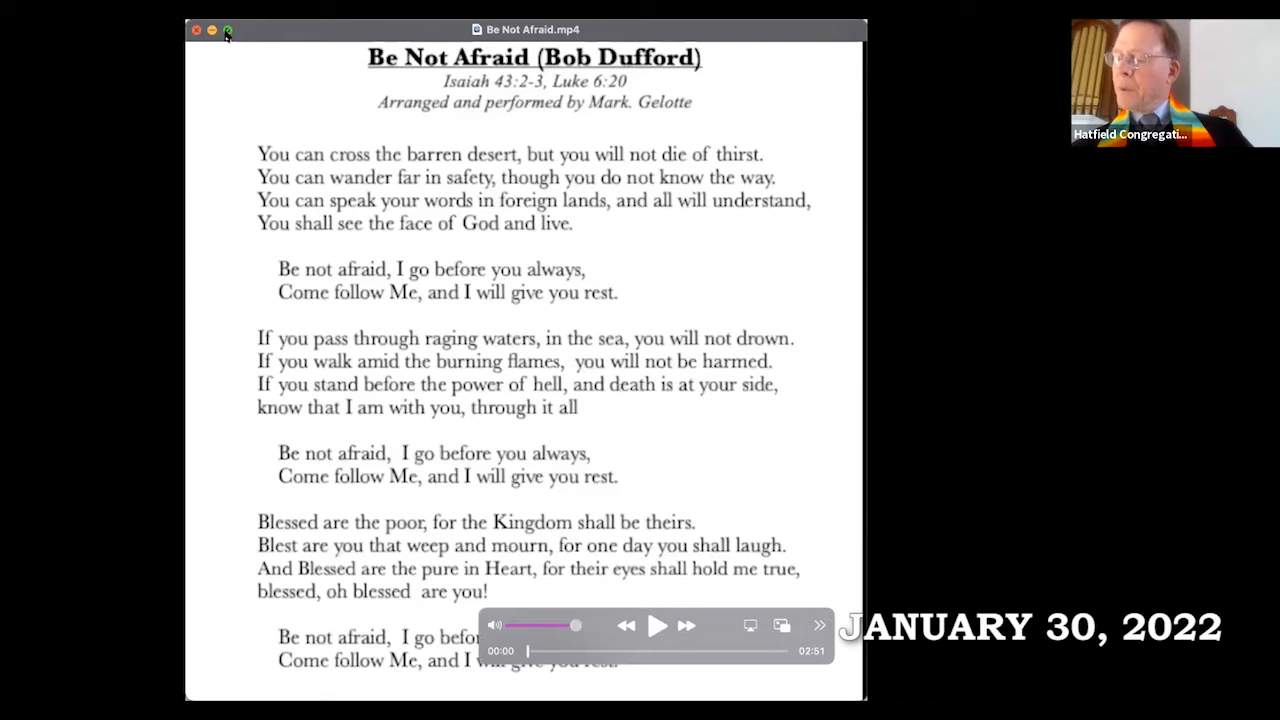 Be Not Afraid.mp4
Be Not Afraid (Bob Dufford)
Isaiah 43:2-3, Luke 6:20
Arranged and performed by Mark. Gelotte
You can cross the barren desert, but you will not die of thirst.
You can wander far in safety, though you do not know the way.
You can speak your words in foreign lands, and all will understand,
You shall see the face of God and live.
Be not afraid, I go before you always,
Come follow Me, and I will give you rest.
If you pass through raging waters, in the sea, you will not drown.
If you walk amid the burning flames, you will not be harmed.
If you stand before the power of hell, and death is at your side,
know that I am with you, through it all
Be not afraid, I go before you always,
Come follow Me, and I will give you rest.
Blessed are the poor, for the Kingdom shall be theirs.
Blest are you that weep and mourn, for one day you shall laugh.
And Blessed are the pure in Heart, for their eyes shall hold me true,
blessed, oh blessed are you!
Be not afraid, I go befo
Come follow Me, and I will give you rest.
00:00
02:51
Hatfield Congregati...
JANUARY 30, 2022